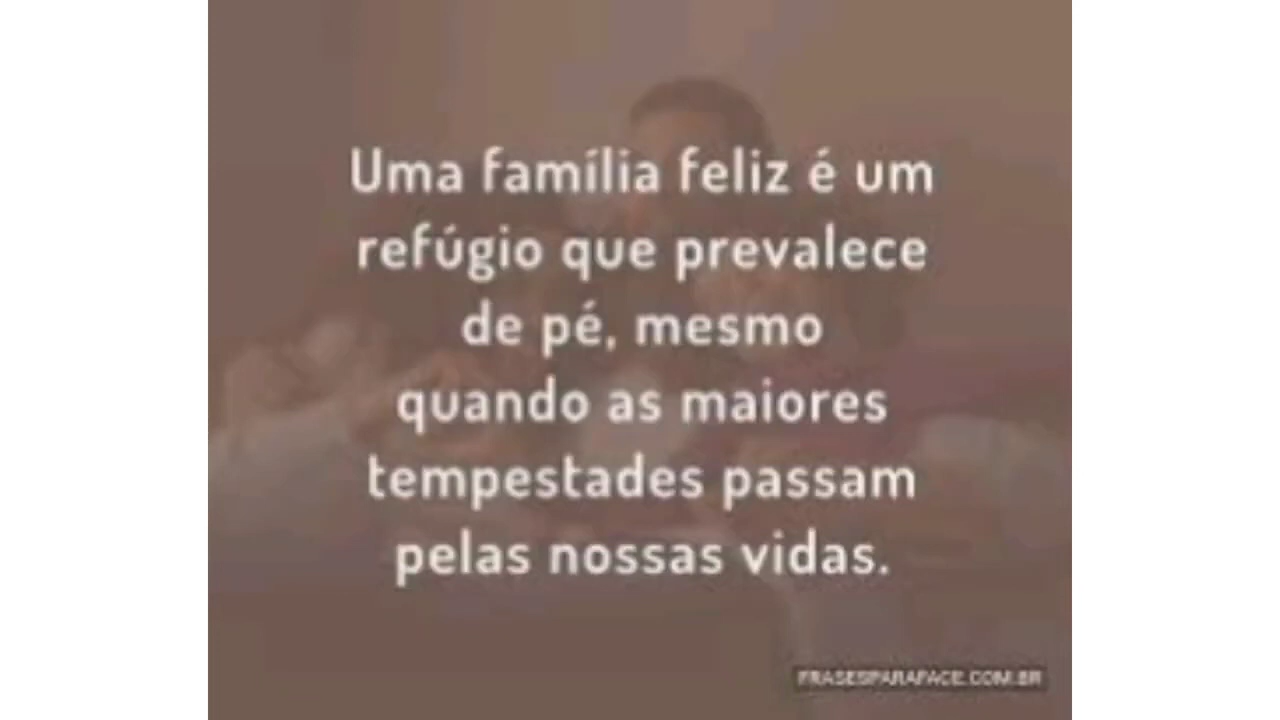 Uma família feliz é um
refúgio que prevalece
de pé, mesmo
quando as maiores
tempestades passam
pelas nossas vidas.
FRASESPARAFACE.COM.BR